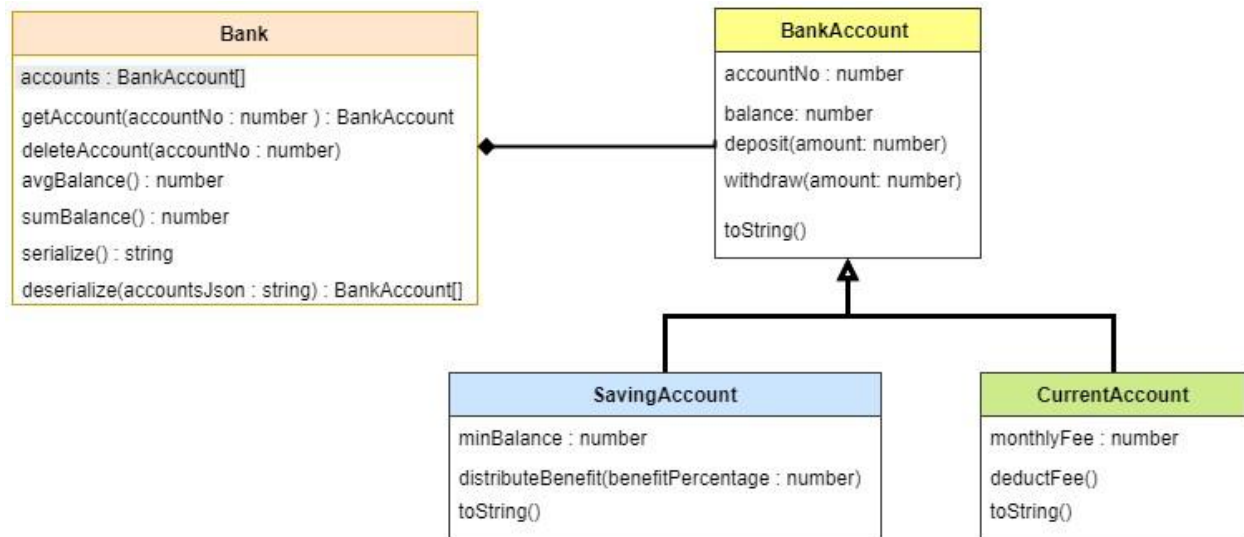 Bank
accounts : BankAccount[]
getAccount(accountNo : number ) : BankAccount
deleteAccount(accountNo : number)
avgBalance() : number
sumBalance() : number
serialize() : string
deserialize(accountsJson : string) : BankAccount[]
BankAccount
accountNo : number
balance: number
deposit(amount: number)
withdraw(amount: number)
toString()
SavingAccount
minBalance : number
distributeBenefit(benefitPercentage : number)
toString()
CurrentAccount
monthlyFee : number
deductFee()
toString()